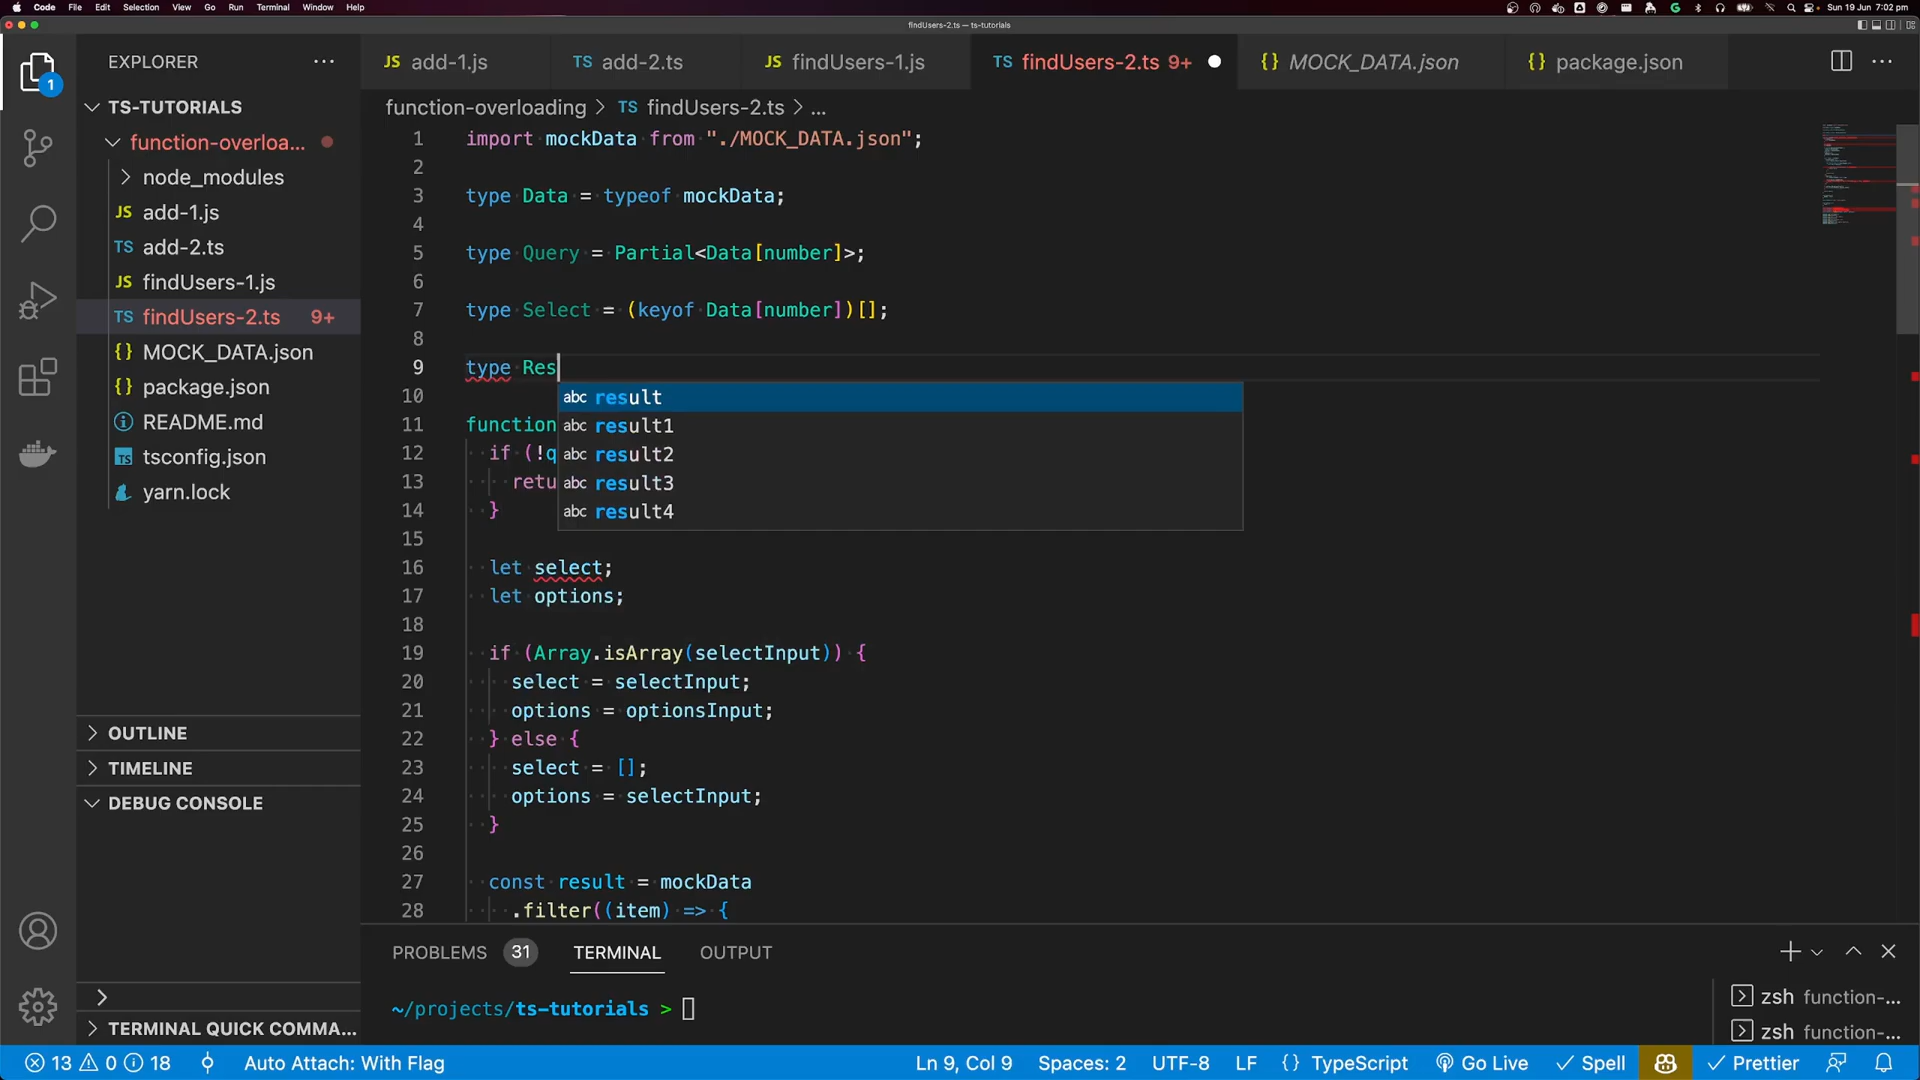 Code File Edit Selection View Go Run Terminal Window Help
Sun 19 Jun 7:02 pm
findUsers-2.ts — ts-tutorials
EXPLORER
JS add-1.js
TS add-2.ts
JS findUsers-1.js
TS findUsers-2.ts 9+
{} MOCK_DATA.json
{} package.json
1
TS-TUTORIALS
function-overloa...
node_modules
JS add-1.js
TS add-2.ts
JS findUsers-1.js
TS findUsers-2.ts 9+
{} MOCK_DATA.json
{} package.json
README.md
TS tsconfig.json
yarn.lock
OUTLINE
TIMELINE
DEBUG CONSOLE
TERMINAL QUICK COMMA...
function-overloading > TS findUsers-2.ts > ...
1 import mockData from "./MOCK_DATA.json";
2
3 type Data = typeof mockData;
4
5 type Query = Partial<Data[number]>;
6
7 type Select = (keyof Data[number])[];
8
9 type Res
abc result
abc result1
abc result2
abc result3
abc result4
10
11 function
12 if (!q
13 retu
14 }
15
16 let select;
17 let options;
18
19 if (Array.isArray(selectInput)) {
20 select = selectInput;
21 options = optionsInput;
22 } else {
23 select = [];
24 options = selectInput;
25 }
26
27 const result = mockData
28 .filter((item) => {
PROBLEMS 31 TERMINAL OUTPUT
~/projects/ts-tutorials >
zsh function-...
zsh function-...
13 0 18 Auto Attach: With Flag
Ln 9, Col 9 Spaces: 2 UTF-8 LF {} TypeScript Go Live Spell Prettier